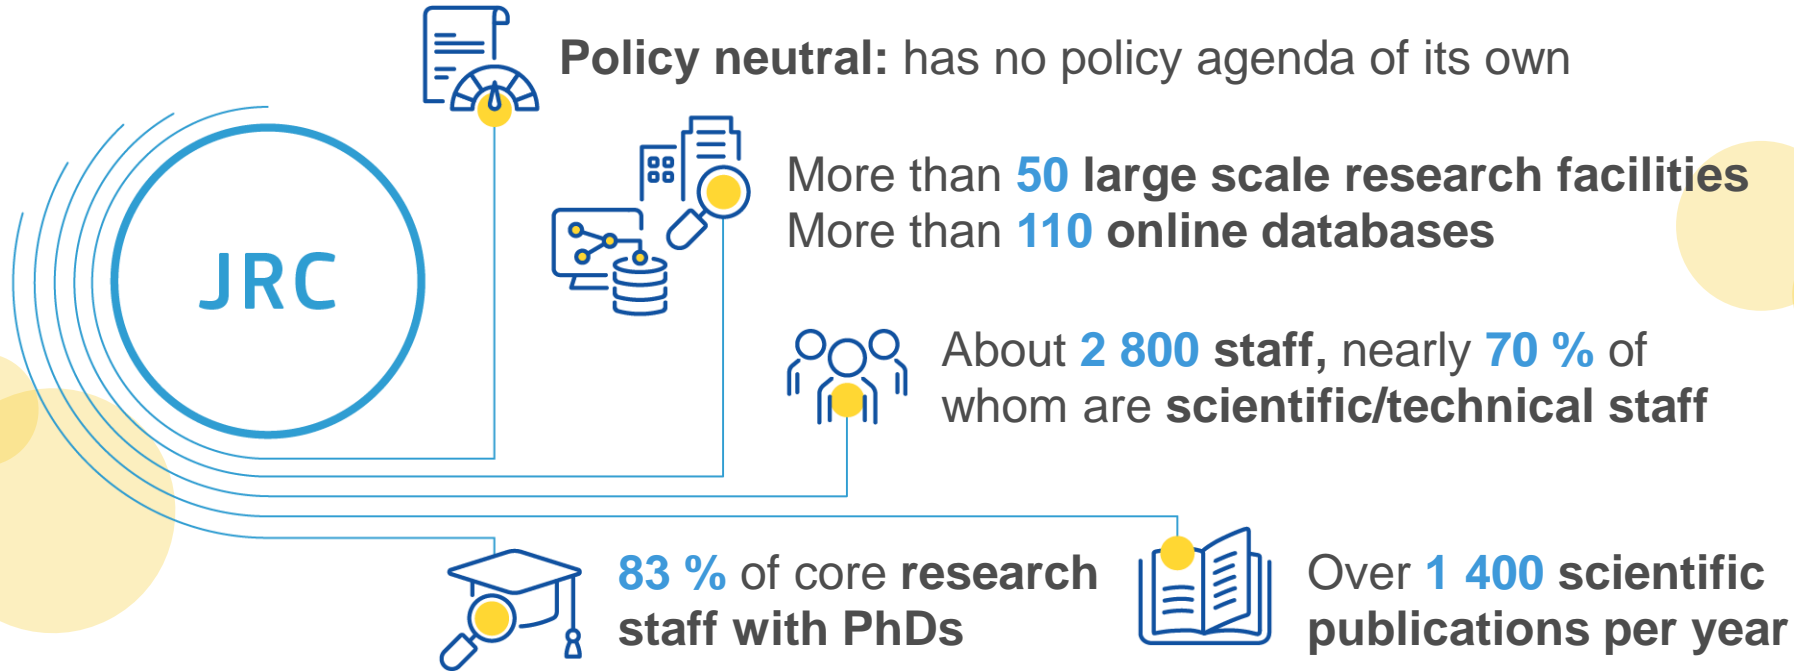 Policy neutral: has no policy agenda of its own
More than 50 large scale research facilities
More than 110 online databases
JRC
About 2 800 staff, nearly 70 % of
whom are scientific/technical staff
83 % of core research
staff with PhDs
Over 1 400 scientific
publications per year